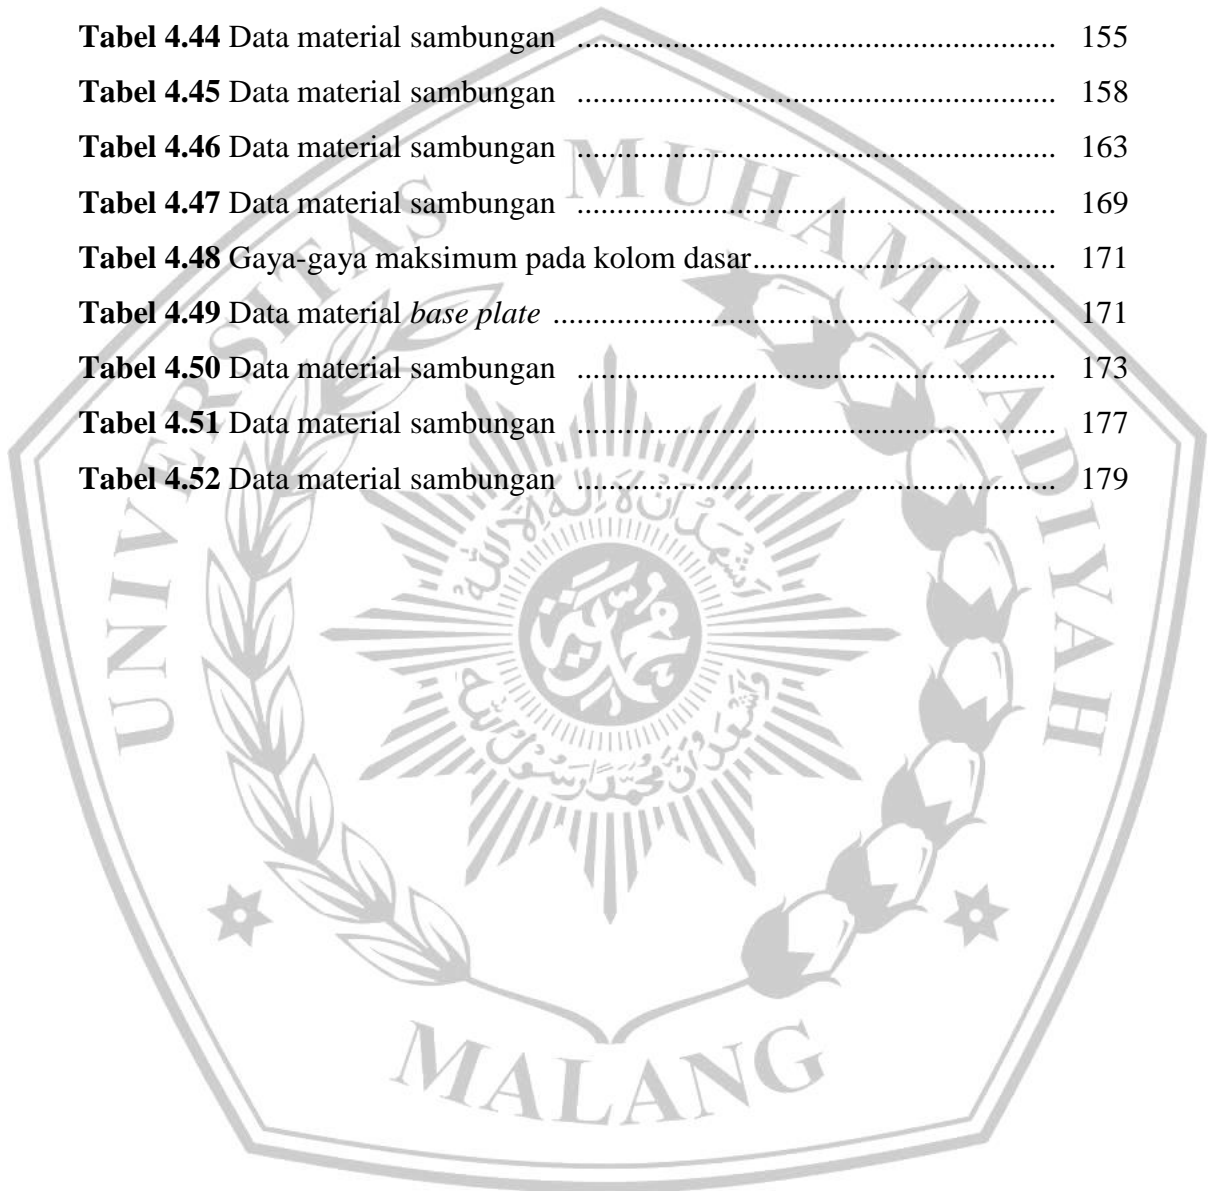 Tabel 4.44 Data material sambungan ............................................................ 155
Tabel 4.45 Data material sambungan ............................................................ 158
Tabel 4.46 Data material sambungan ............................................................ 163
Tabel 4.47 Data material sambungan ............................................................ 169
Tabel 4.48 Gaya-gaya maksimum pada kolom dasar...................................... 171
Tabel 4.49 Data material base plate ............................................................... 171
Tabel 4.50 Data material sambungan ............................................................ 173
Tabel 4.51 Data material sambungan ............................................................ 177
Tabel 4.52 Data material sambungan ............................................................ 179
UNIVERSITAS MUHAMMADIYAH
MALANG